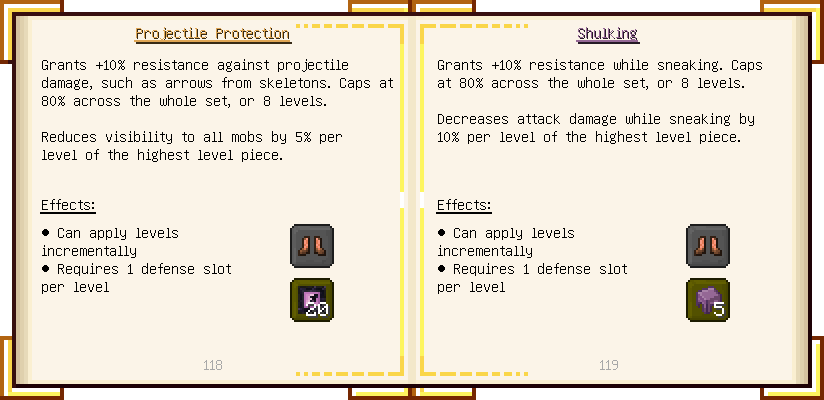 Projectile Protection
Grants +10% resistance against projectile
damage, such as arrows from skeletons. Caps at
80% across the whole set, or 8 levels.
Reduces visibility to all mobs by 5% per
level of the highest level piece.
Effects:
• Can apply levels
incrementally
• Requires 1 defense slot
per level
20
118
Shulking
Grants +10% resistance while sneaking. Caps
at 80% across the whole set, or 8 levels.
Decreases attack damage while sneaking by
10% per level of the highest level piece.
Effects:
• Can apply levels
incrementally
• Requires 1 defense slot
per level
5
119